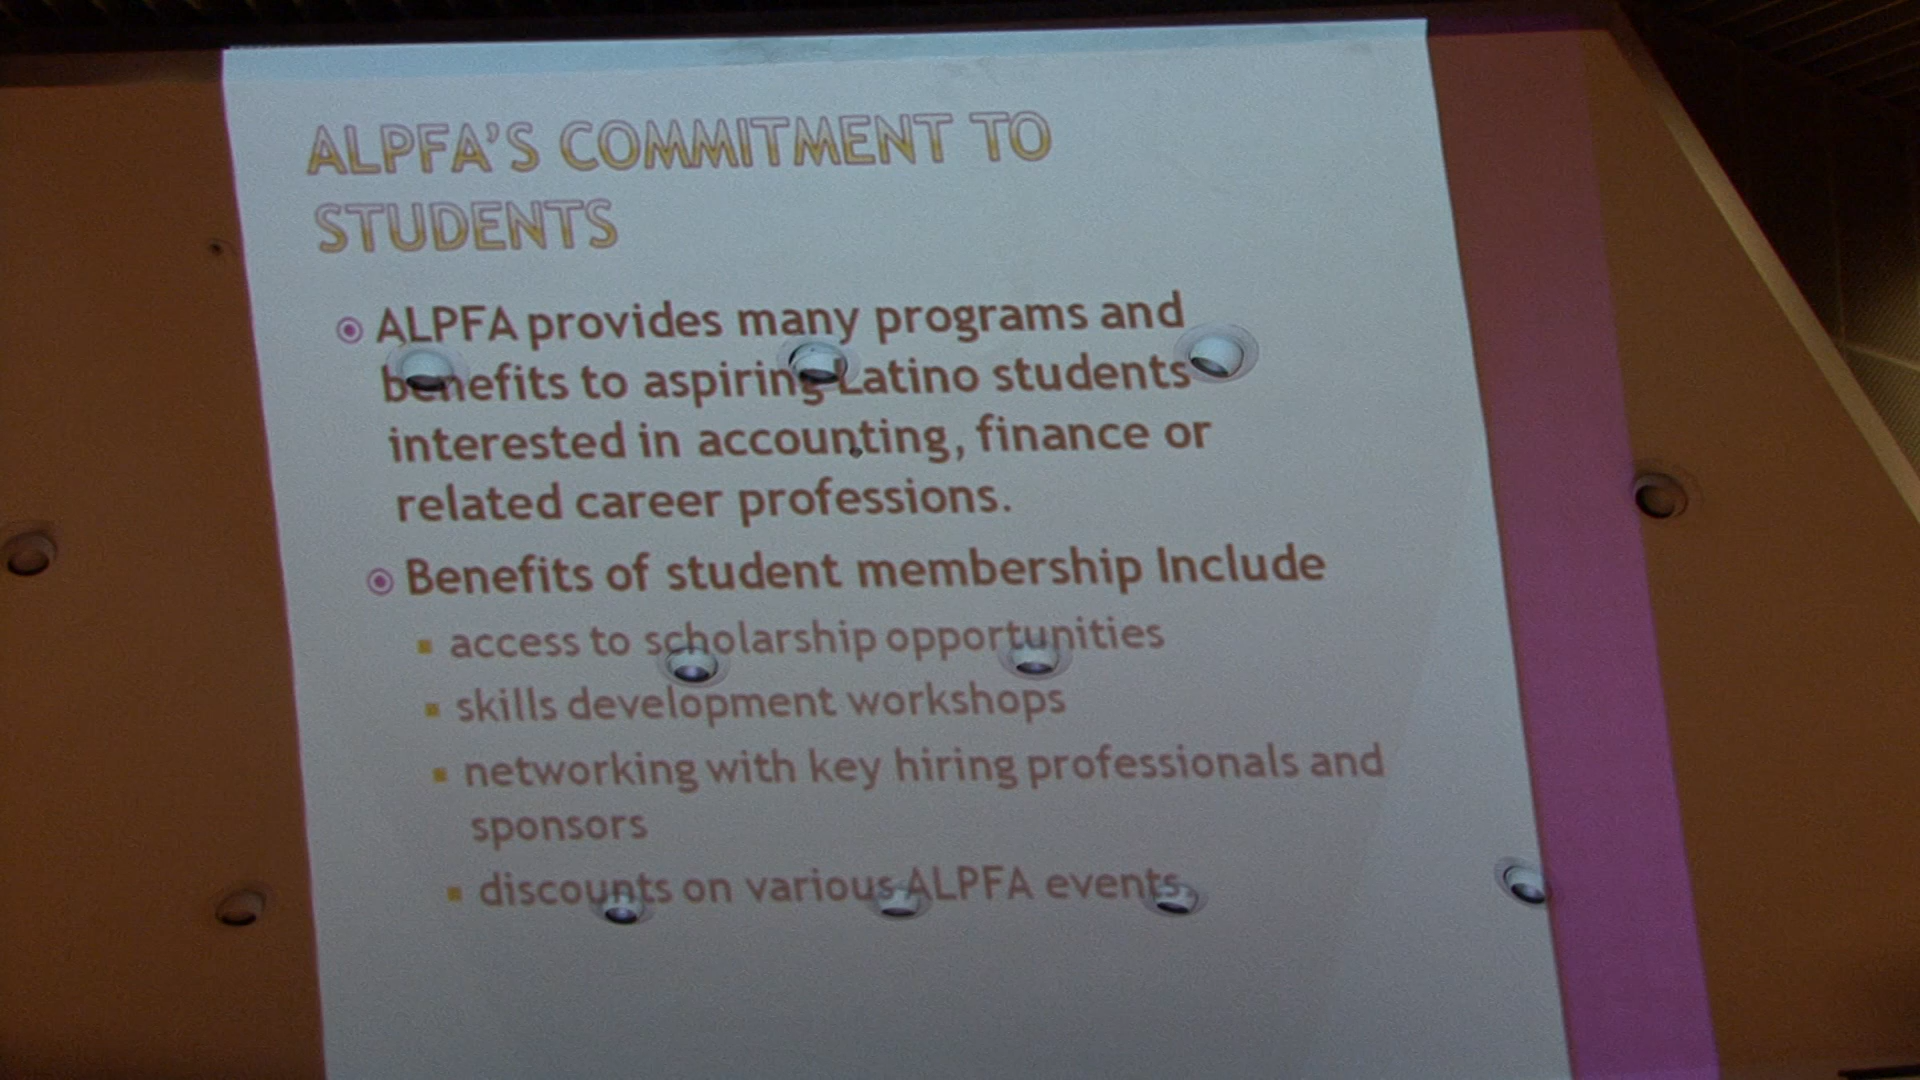 ALPFA'S COMMITMENT TO
STUDENTS
ALPFA provides many programs and
benefits to aspiring Latino students
interested in accounting, finance or
related career professions.
Benefits of student membership Include
access to scholarship opportunities
skills development workshops
networking with key hiring professionals and
sponsors
discounts on various ALPFA events